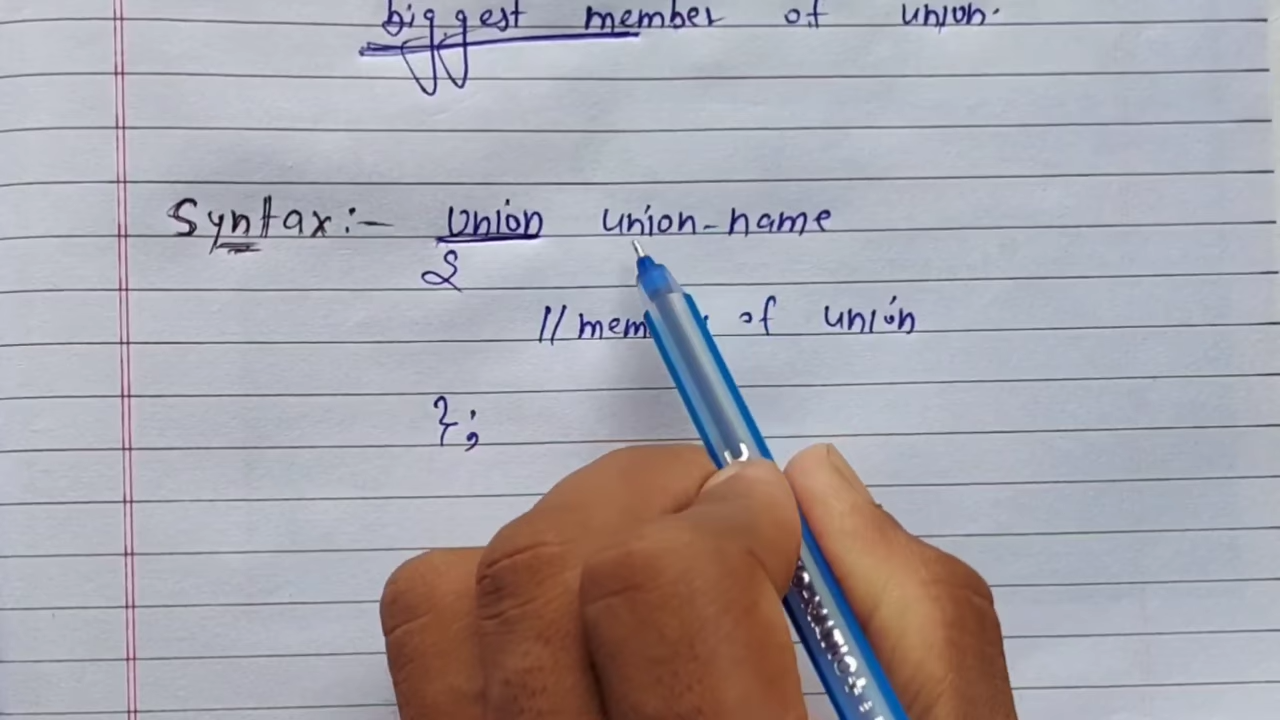 biggest member of union.
Syntax:- union union-name
{
// mem of union
};